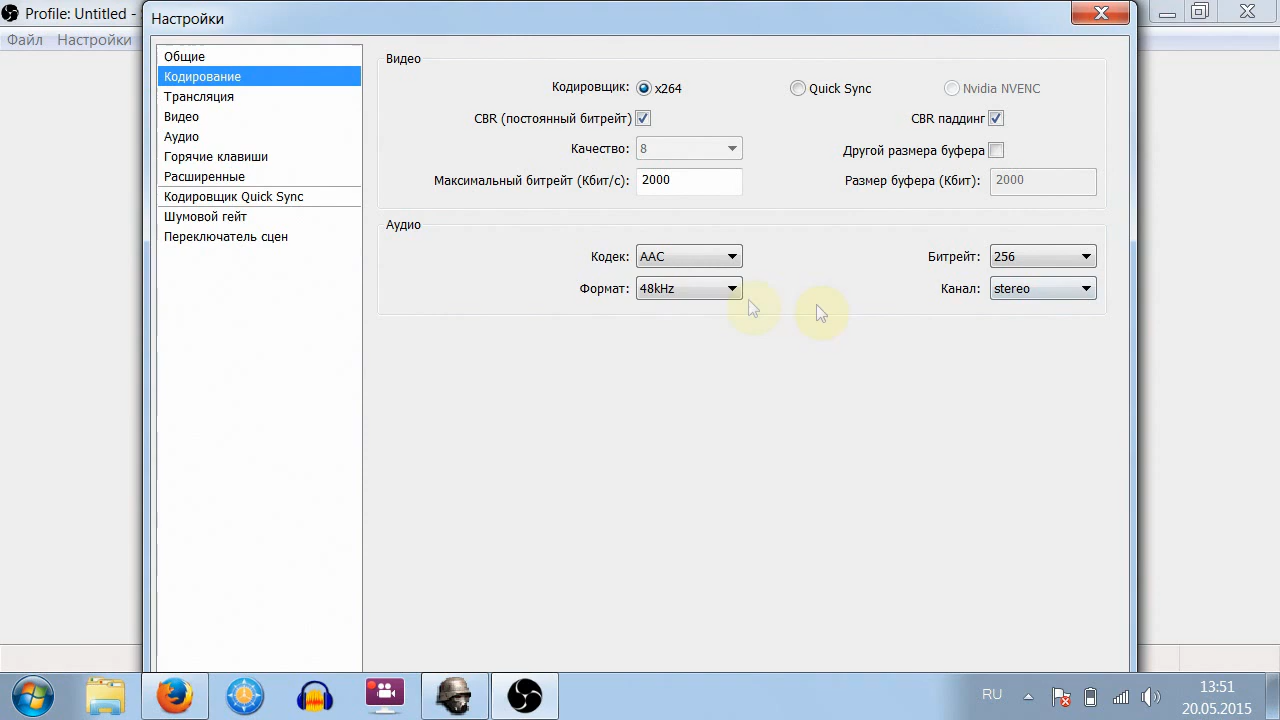 Profile: Untitled -
Настройки
Файл Настройки
Общие
Кодирование
Трансляция
Видео
Аудио
Горячие клавиши
Расширенные
Кодировщик Quick Sync
Шумовой гейт
Переключатель сцен
Видео
Кодировщик: x264 Quick Sync Nvidia NVENC
CBR (постоянный битрейт) CBR паддинг
Качество: 8 Другой размера буфера
Максимальный битрейт (Кбит/с): 2000 Размер буфера (Кбит): 2000
Аудио
Кодек: AAC Битрейт: 256
Формат: 48kHz Канал: stereo
RU 13:51
20.05.2015